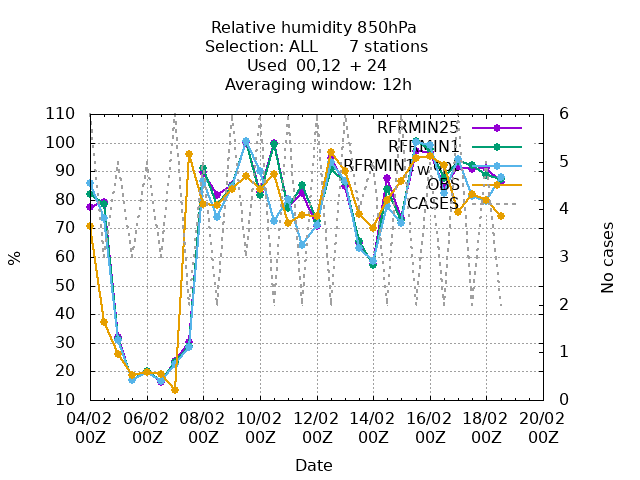 Relative humidity 850hPa
Selection: ALL 7 stations
Used 00,12 + 24
Averaging window: 12h
110
100
90
80
70
60
50
40
30
20
10
%
6
5
4
3
2
1
0
No cases
RFRMIN25
RFRMIN1
OBS
CASES
04/02 06/02 08/02 10/02 12/02 14/02 16/02 18/02 20/02
00Z 00Z 00Z 00Z 00Z 00Z 00Z 00Z 00Z
Date